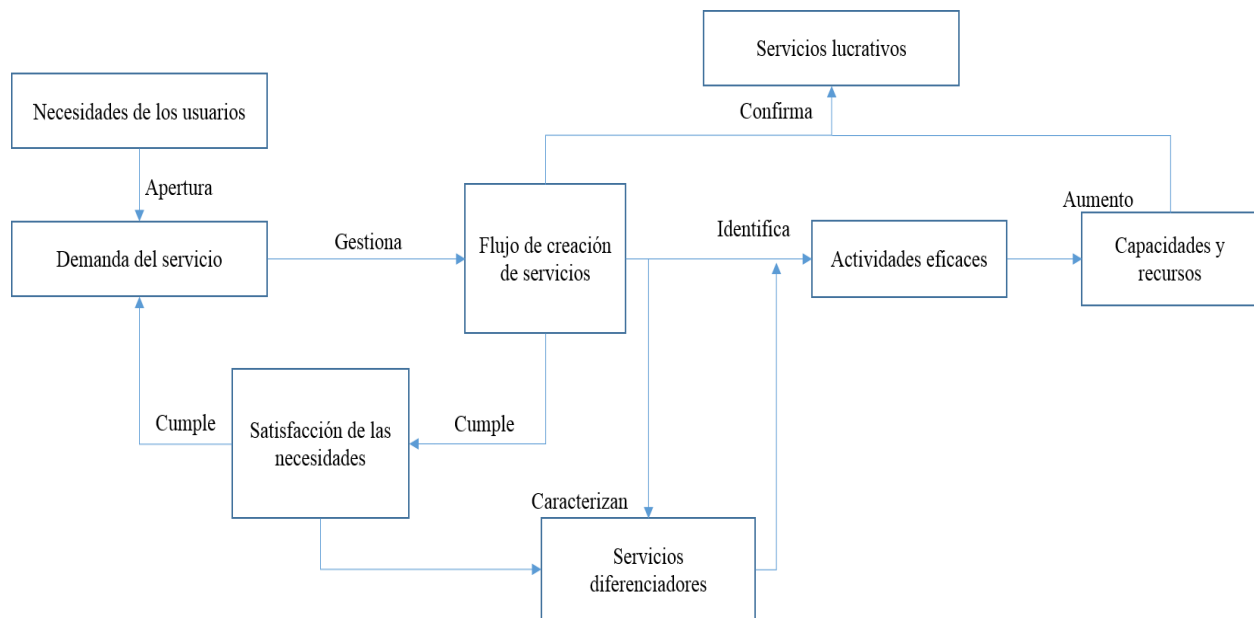 Servicios lucrativos
Necesidades de los usuarios
Confirma
Apertura
Aumento
Demanda del servicio
Gestiona
Flujo de creación
de servicios
Identifica
Actividades eficaces
Capacidades y
recursos
Cumple
Satisfacción de las
necesidades
Cumple
Caracterizan
Servicios
diferenciadores